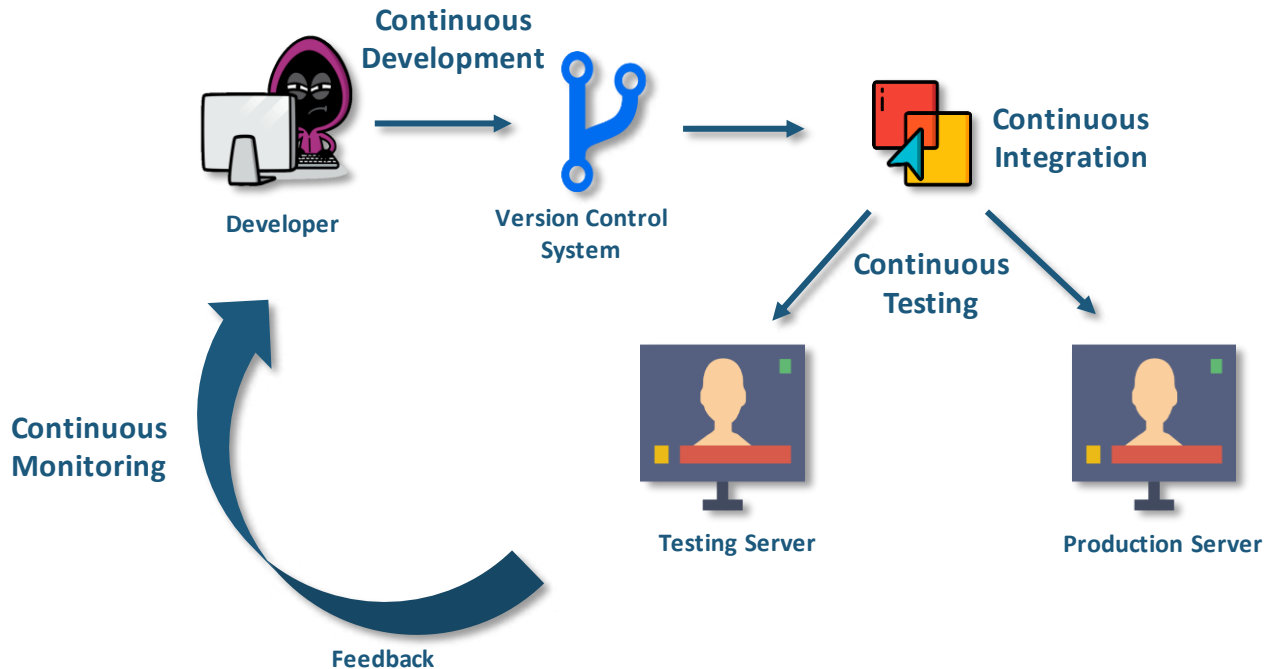 Continuous
Development
Developer
Version Control
System
Continuous
Integration
Continuous
Testing
Continuous
Monitoring
Testing Server
Production Server
Feedback